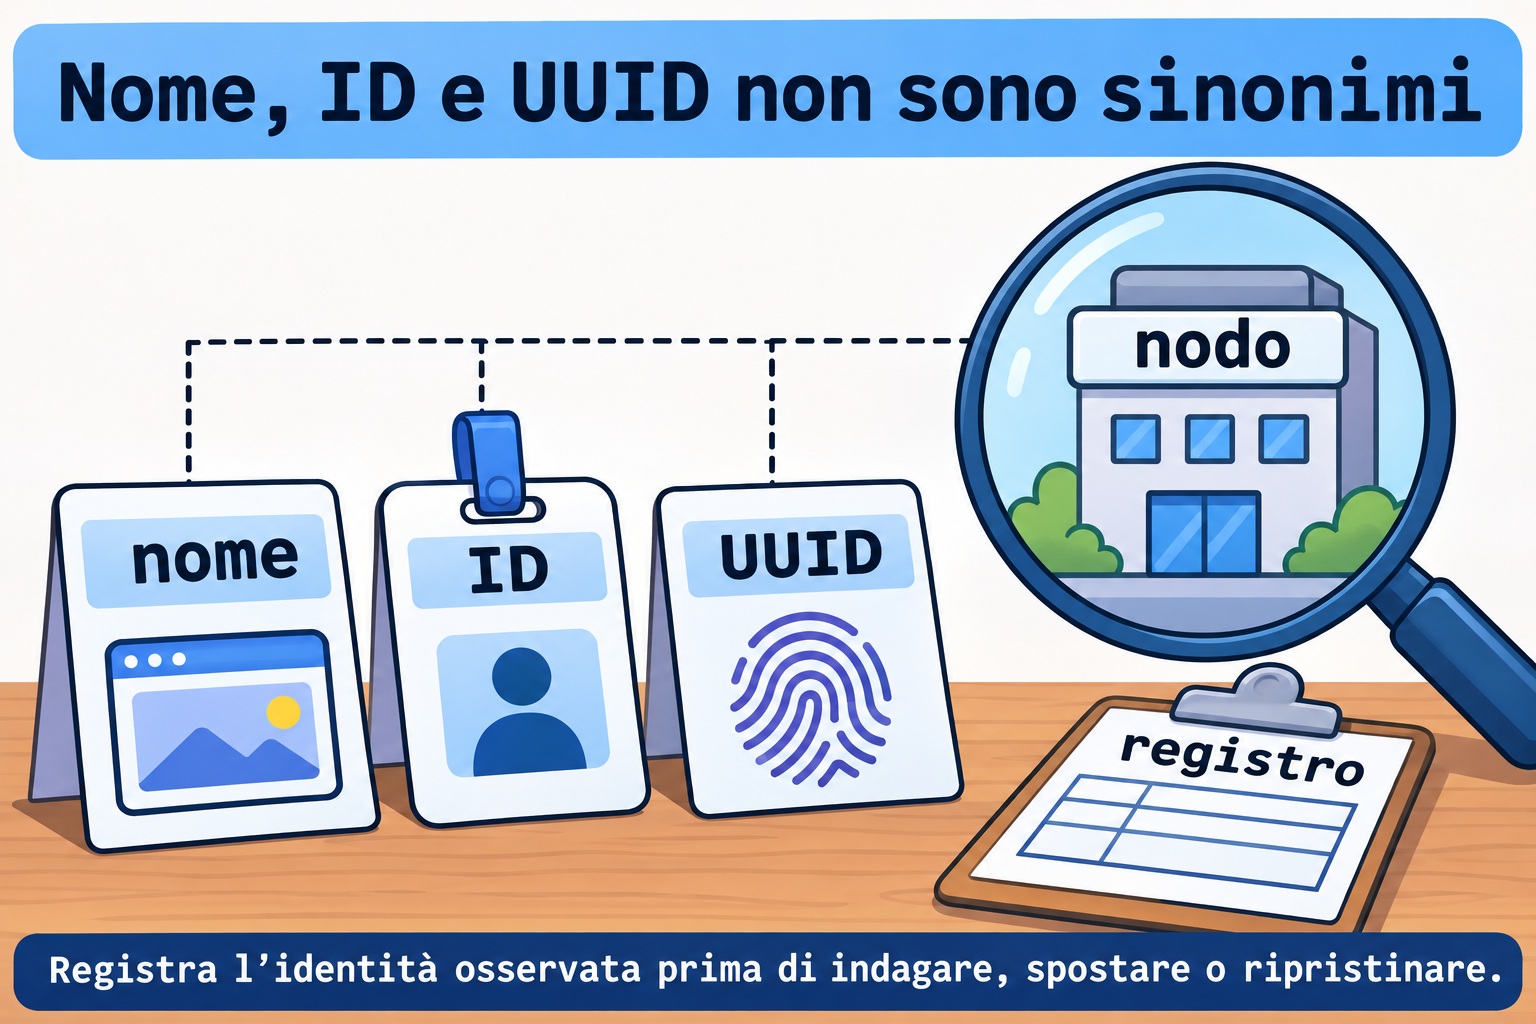 Nome, ID e UUID non sono sinonimi
nodo
nome
ID
UUID
registro
Registra l’identità osservata prima di indagare, spostare o ripristinare.